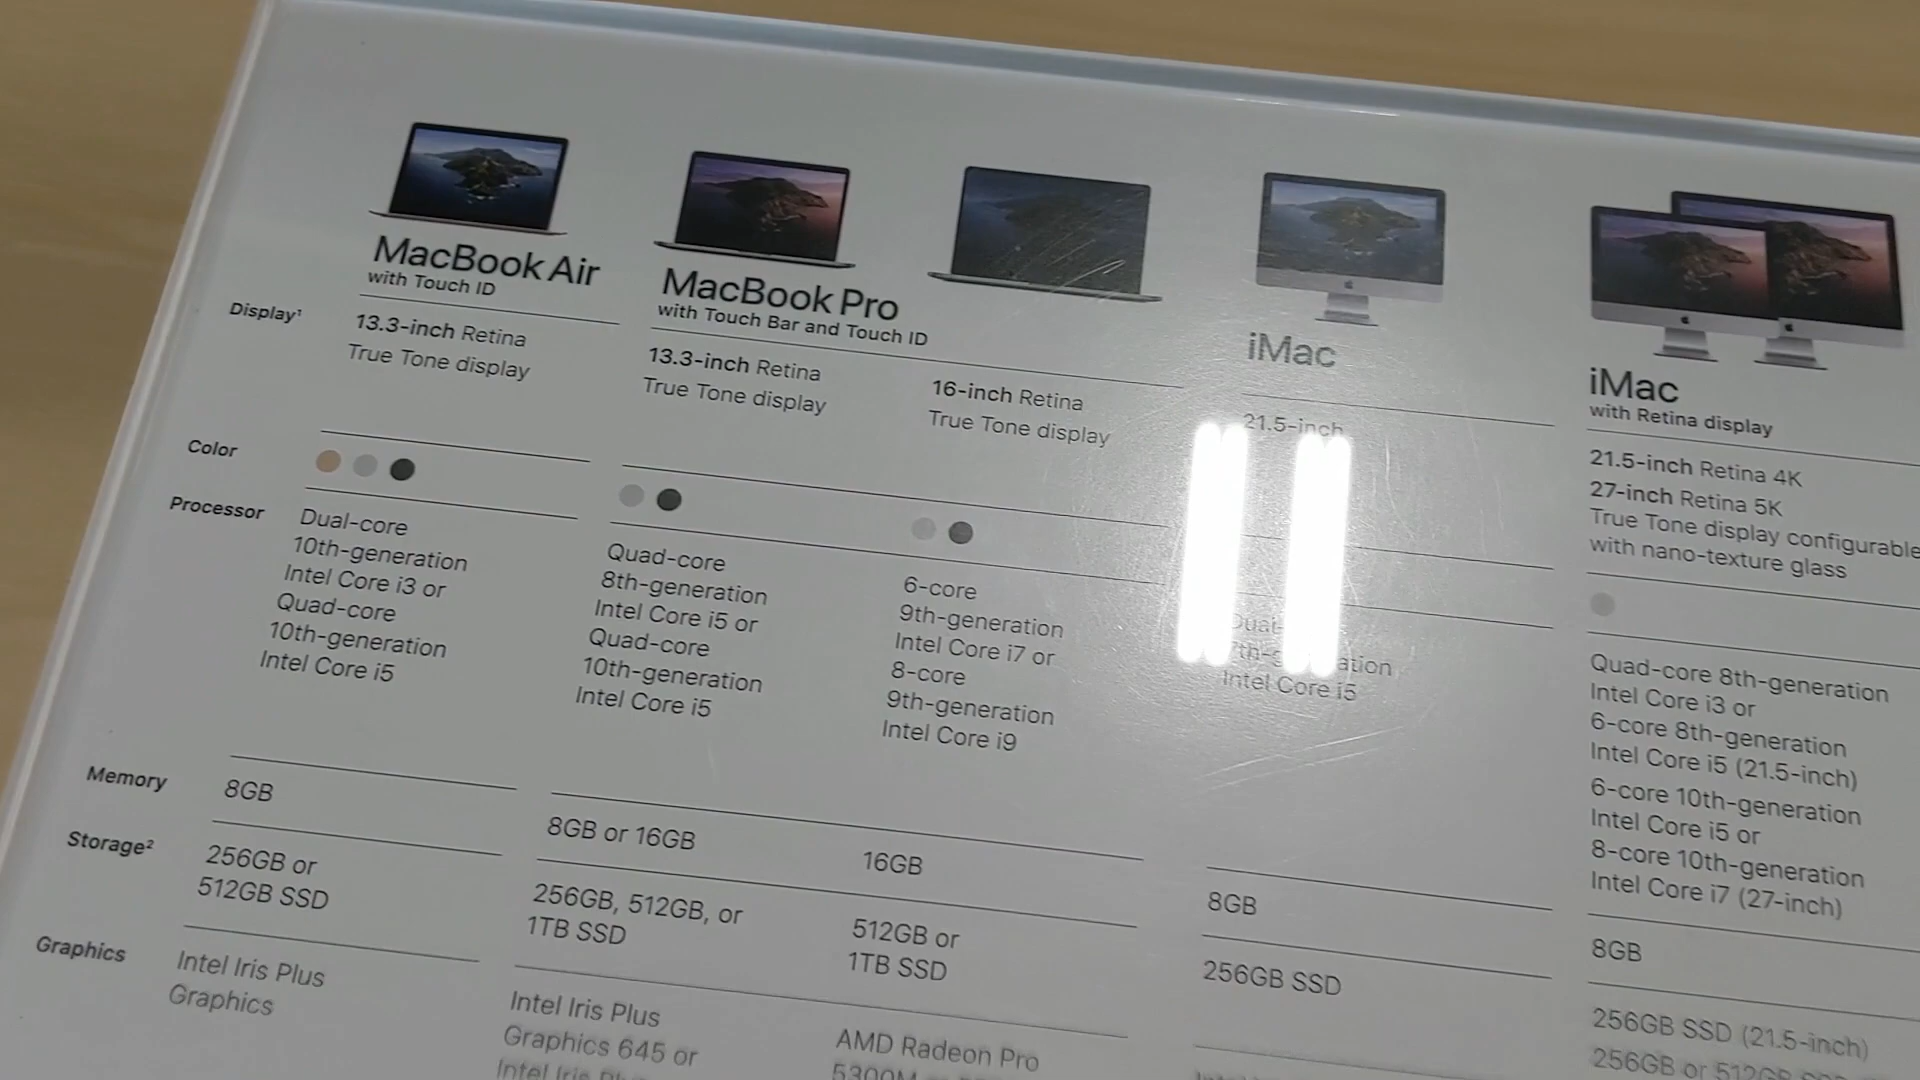 MacBook Air
with Touch ID
MacBook Pro
with Touch Bar and Touch ID
iMac
iMac
with Retina display
Display¹
13.3-inch Retina
True Tone display
13.3-inch Retina
True Tone display
16-inch Retina
True Tone display
21.5-inch
21.5-inch Retina 4K
27-inch Retina 5K
True Tone display configurable
with nano-texture glass
Color
Processor
Dual-core
10th-generation
Intel Core i3 or
Quad-core
10th-generation
Intel Core i5
Quad-core
8th-generation
Intel Core i5 or
Quad-core
10th-generation
Intel Core i5
6-core
9th-generation
Intel Core i7 or
8-core
9th-generation
Intel Core i9
Intel Core i5
Quad-core 8th-generation
Intel Core i3 or
6-core 8th-generation
Intel Core i5 (21.5-inch)
6-core 10th-generation
Intel Core i5 or
8-core 10th-generation
Intel Core i7 (27-inch)
Memory
8GB
8GB or 16GB
16GB
8GB
8GB
Storage²
256GB or
512GB SSD
256GB, 512GB, or
1TB SSD
512GB or
1TB SSD
256GB SSD
256GB SSD (21.5-inch)
256GB or 512GB
Graphics
Intel Iris Plus
Graphics
Intel Iris Plus
Graphics 645 or
Intel Iris
AMD Radeon Pro
5300M